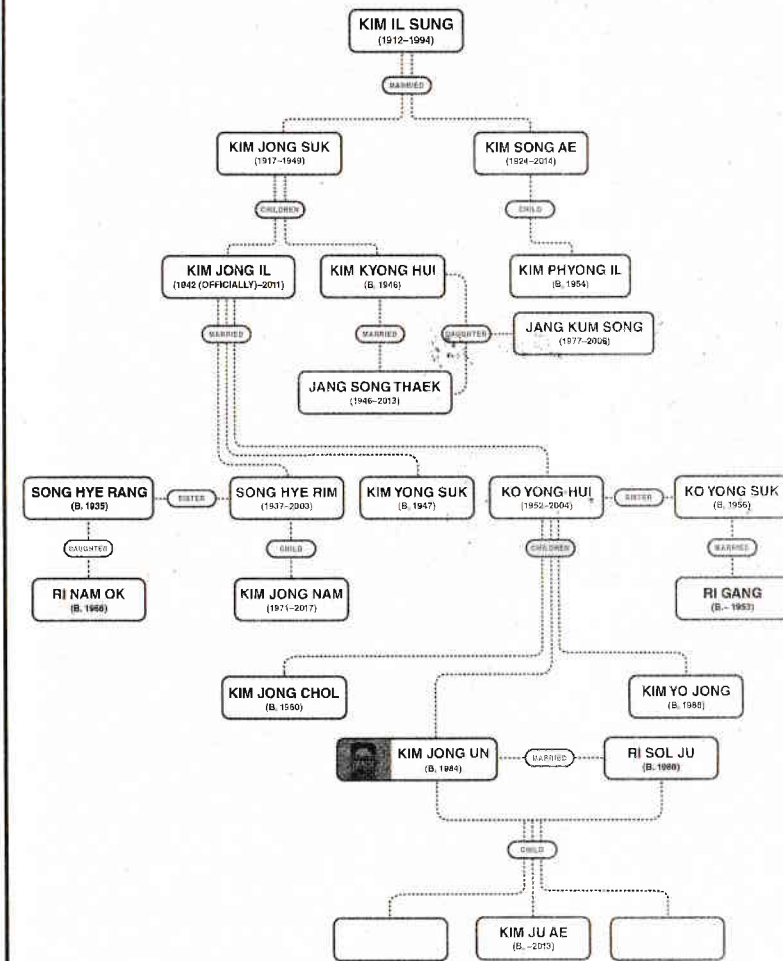 KIM IL SUNG
(1912–1994)
MARRIED
KIM JONG SUK
(1917–1949)
KIM SONG AE
(1924–2014)
CHILDREN
CHILD
KIM JONG IL
(1942 (OFFICIALLY)–2011)
KIM KYONG HUI
(B, 1946)
KIM PHYONG IL
(B, 1954)
MARRIED
MARRIED
DAUGHTER
JANG KUM SONG
(1977–2006)
JANG SONG THAEK
(1946–2013)
SONG HYE RANG
(B. 1935)
SISTER
SONG HYE RIM
(1937–2003)
KIM YONG SUK
(B, 1947)
KO YONG HUI
(1952–2004)
SISTER
KO YONG SUK
(B, 1956)
DAUGHTER
CHILD
CHILDREN
MARRIED
RI NAM OK
(B. 1966)
KIM JONG NAM
(1971–2017)
RI GANG
KIM JONG CHOL
(B, 1980)
KIM YO JONG
(B, 1988)
KIM JONG UN
(B, 1984)
MARRIED
RI SOL JU
CHILD
KIM JU AE
(B. ~2013)